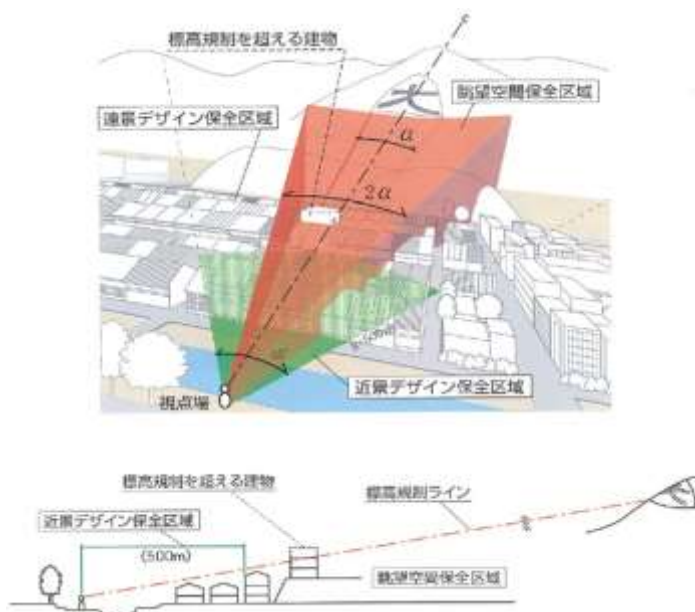 標高規制を超える建物
大
眺望空間保全区域
遠景デザイン保全区域
α
2α
近景デザイン保全区域
視点場
標高規制を超える建物
標高規制ライン
近景デザイン保全区域
(500m)
眺望空間保全区域